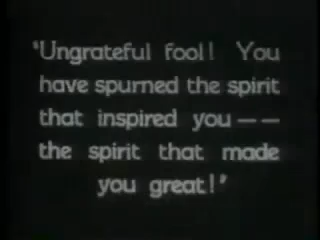 "Ungrateful fool! You
have spurned the spirit
that inspired you--
the spirit that made
you great!"